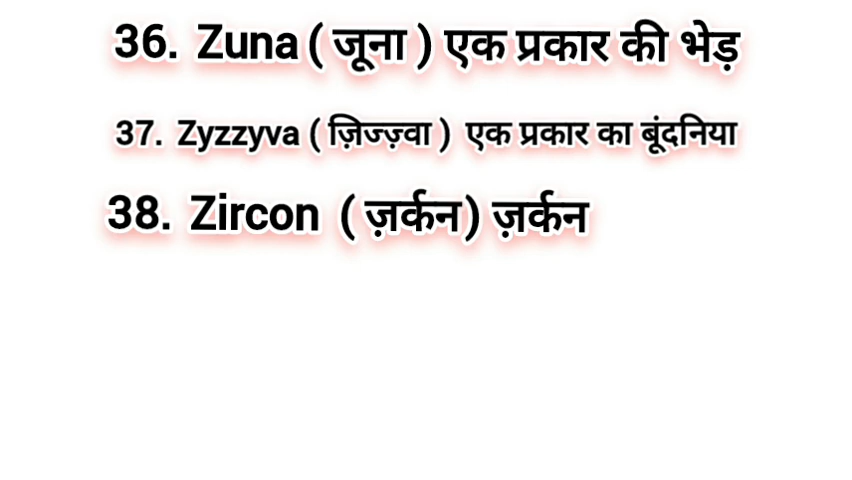 36. Zuna ( जूना ) एक प्रकार की भेड़
37. Zyzzyva ( ज़िज्ज़्वा ) एक प्रकार का बूंदनिया
38. Zircon ( ज़र्कन) ज़र्कन